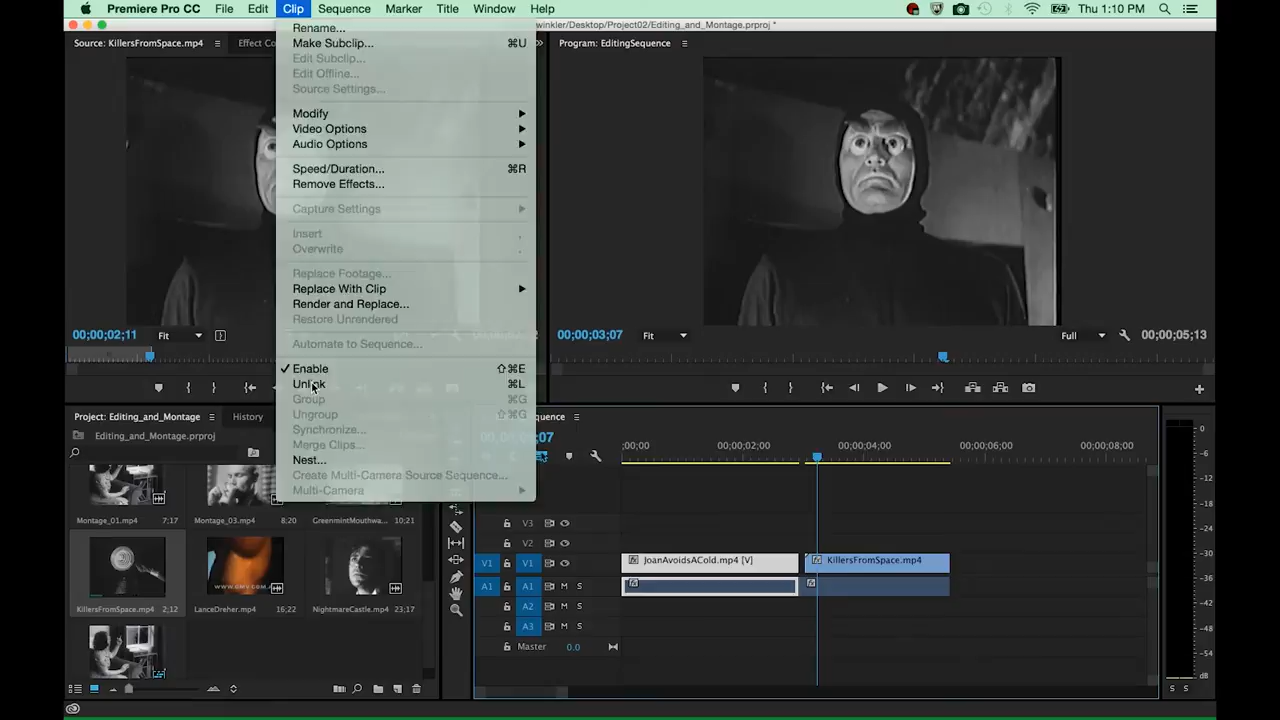 Premiere Pro CC File Edit Clip Sequence Marker Title Window Help Thu 1:10 PM
winkler/Desktop/Project02/Editing_and_Montage.prproj *
Source: KillersFromSpace.mp4
Effect Co
Program: EditingSequence
Rename...
Make Subclip... ⌘U
Edit Subclip...
Edit Offline...
Source Settings...
Modify
Video Options
Audio Options
Speed/Duration... ⌘R
Remove Effects...
Capture Settings
Insert ,
Overwrite .
Replace Footage...
Replace With Clip
Render and Replace...
Restore Unrendered
Automate to Sequence...
✓ Enable ⇧⌘E
Unlink ⌘L
Group ⌘G
Ungroup ⇧⌘G
Synchronize...
Merge Clips...
Nest...
Create Multi-Camera Source Sequence...
Multi-Camera
00;00;02;11 Fit
00;00;03;07 Fit Full 00;00;05;13
Project: Editing_and_Montage
History
Editing_and_Montage.prproj
Montage_01.mp4 7;17
Montage_03.mp4 8;20
GreenmintMouthwa... 10;21
WWW.OMY.COM
KillersFromSpace.mp4 2;12
LanceDreher.mp4 16;22
NightmareCastle.mp4 23;17
quence
;07
;00;00 00;00;02;00 00;00;04;00 00;00;06;00 00;00;08;00
V3
V2
V1 V1 JoanAvoidsACold.mp4 [V] KillersFromSpace.mp4
A1 A1 M S
A2 M S
A3 M S
Master 0.0
0
-6
-12
-18
-24
-30
-36
-42
-48
-54
dB
S S